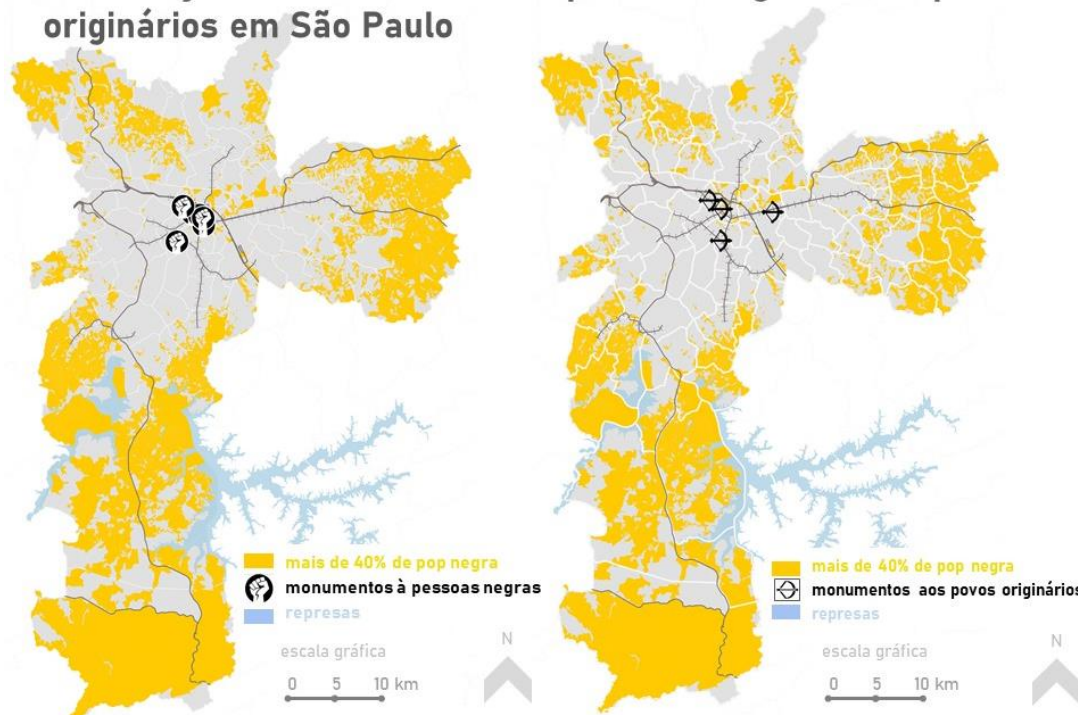 originários em São Paulo
mais de 40% de pop negra
monumentos à pessoas negras
represas
escala gráfica
N
0 5 10 km
mais de 40% de pop negra
monumentos aos povos originários
represas
escala gráfica
N
0 5 10 km